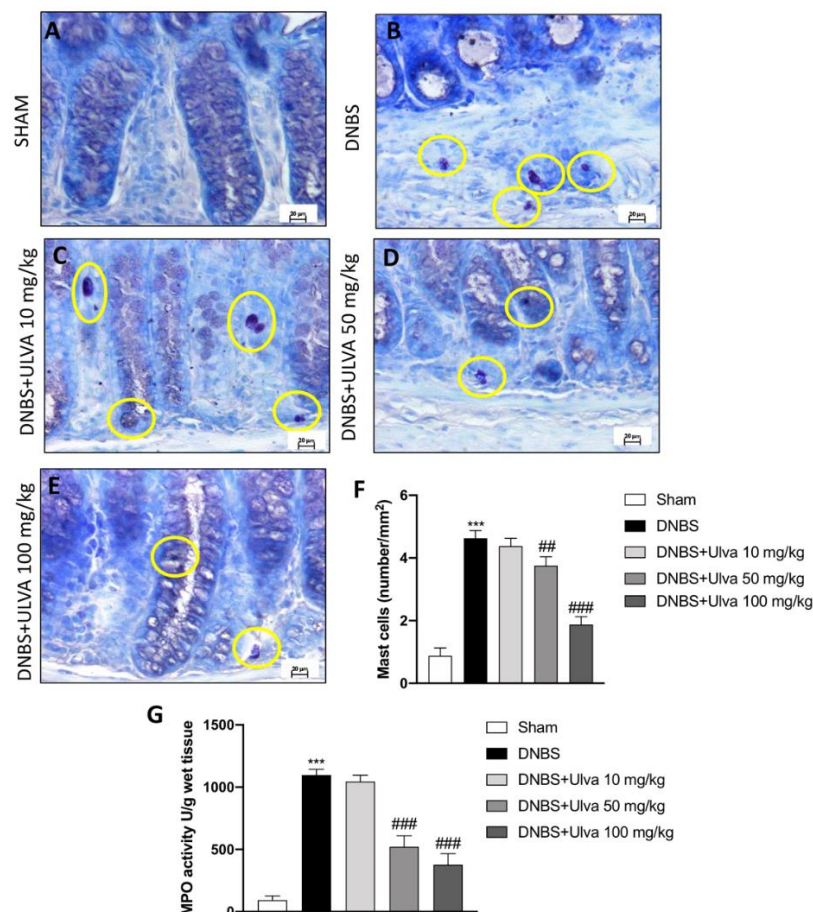 A
SHAM
20 µm
B
DNBS
20 µm
C
DNBS+ULVA 10 mg/kg
20 µm
D
DNBS+ULVA 50 mg/kg
20 µm
E
DNBS+ULVA 100 mg/kg
20 µm
F
Mast cells (number/mm²)
6
4
2
0
***
##
###
Sham
DNBS
DNBS+Ulva 10 mg/kg
DNBS+Ulva 50 mg/kg
DNBS+Ulva 100 mg/kg
G
MPO activity U/g wet tissue
1500
1000
500
0
***
###
###
Sham
DNBS
DNBS+Ulva 10 mg/kg
DNBS+Ulva 50 mg/kg
DNBS+Ulva 100 mg/kg